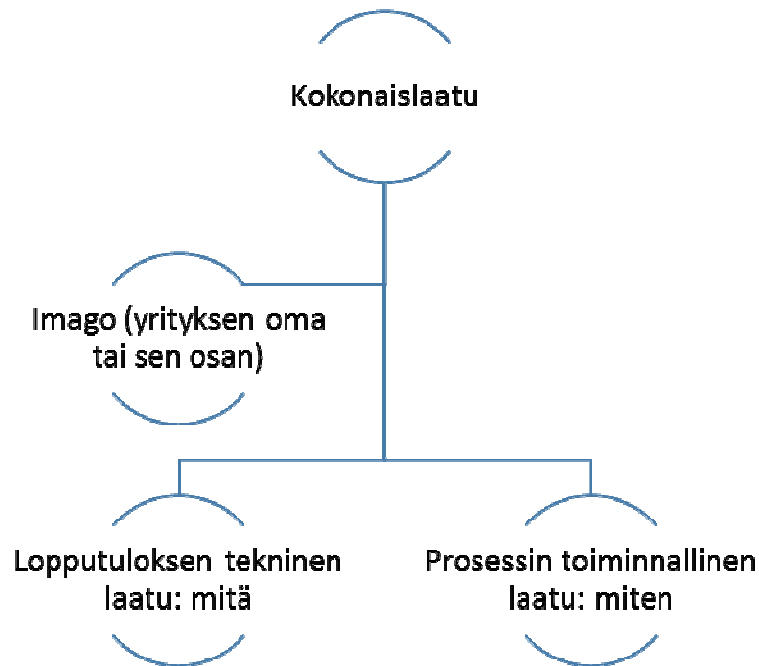 Kokonaislaatu
Imago (yrityksen oma
tai sen osan)
Lopputuloksen tekninen
laatu: mitä
Prosessin toiminnallinen
laatu: miten